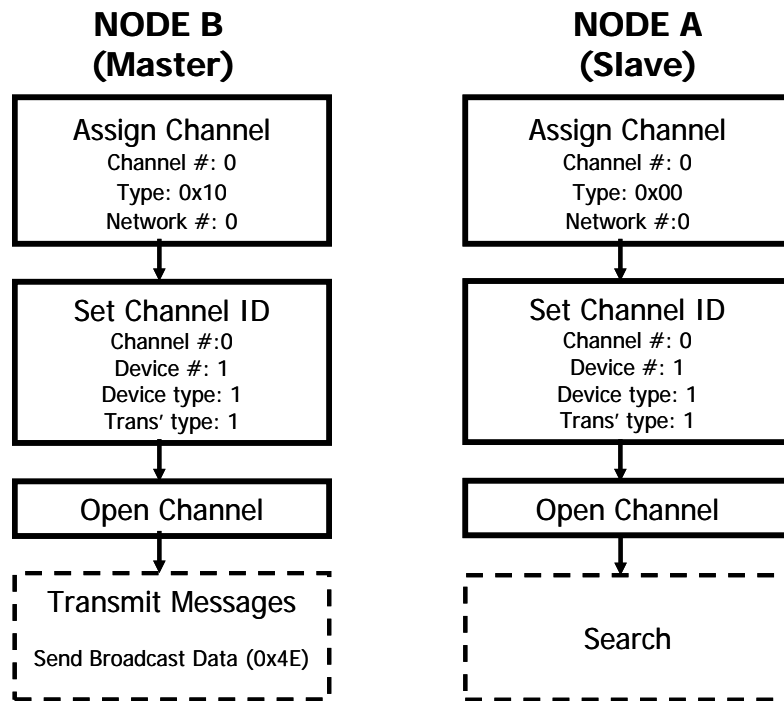 NODE B
(Master)
Assign Channel
Channel #: 0
Type: 0x10
Network #: 0
Set Channel ID
Channel #:0
Device #: 1
Device type: 1
Trans' type: 1
Open Channel
Transmit Messages
Send Broadcast Data (0x4E)
NODE A
(Slave)
Assign Channel
Channel #: 0
Type: 0x00
Network #:0
Set Channel ID
Channel #: 0
Device #: 1
Device type: 1
Trans' type: 1
Open Channel
Search